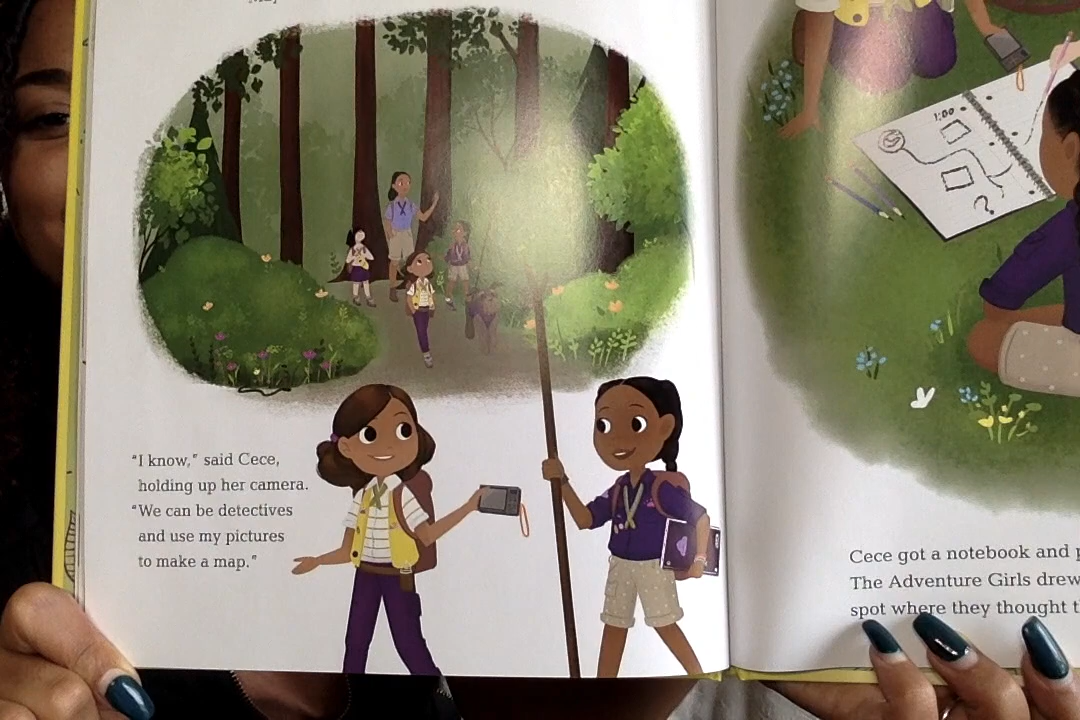 "I know," said Cece,
holding up her camera.
"We can be detectives
and use my pictures
to make a map."
1:00
?
Cece got a notebook and
The Adventure Girls drew
spot where they thought